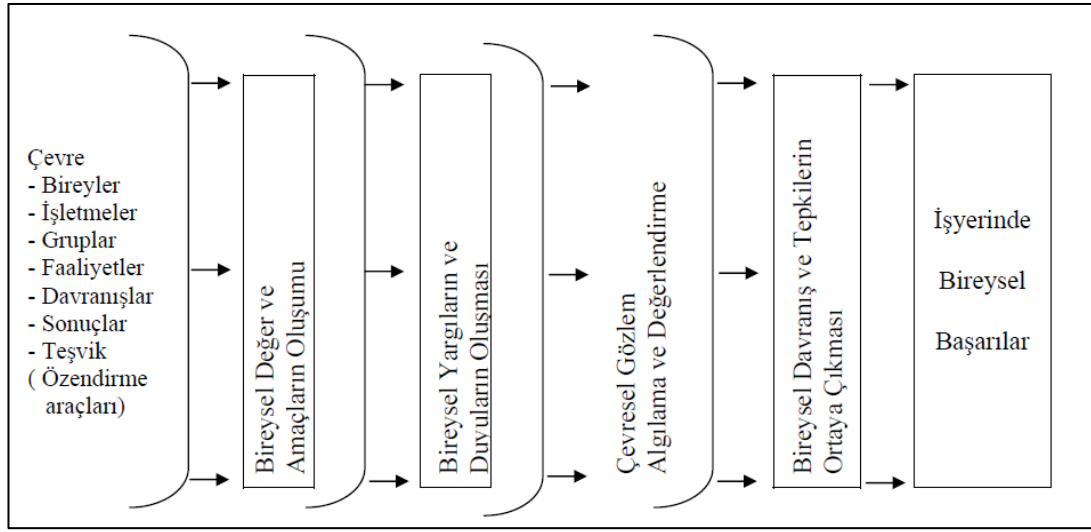 Çevre
- Bireyler
- İşletmeler
- Gruplar
- Faaliyetler
- Davranışlar
- Sonuçlar
- Teşvik
( Özendirme
araçları)
Bireysel Değer ve
Amaçların Oluşumu
Bireysel Yargıların ve
Duyuların Oluşması
Çevresel Gözlem
Algılama ve Değerlendirme
Bireysel Davranış ve Tepkilerin
Ortaya Çıkması
İşyerinde
Bireysel
Başarılar